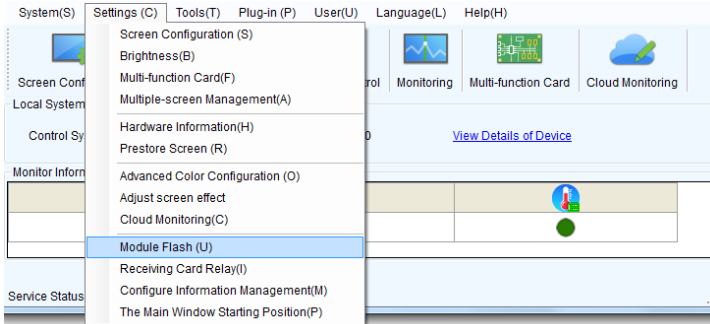 System(S) Settings (C) Tools(T) Plug-in (P) User(U) Language(L) Help(H)
Screen Configuration (S)
Brightness(B)
Multi-function Card(F)
Multiple-screen Management(A)
Hardware Information(H)
Prestore Screen (R)
Advanced Color Configuration (O)
Adjust screen effect
Cloud Monitoring(C)
Module Flash (U)
Receiving Card Relay(I)
Configure Information Management(M)
The Main Window Starting Position(P)
Screen Conf rol Monitoring Multi-function Card Cloud Monitoring
Local System
Control Sy 0 View Details of Device
Monitor Inforn
Service Status